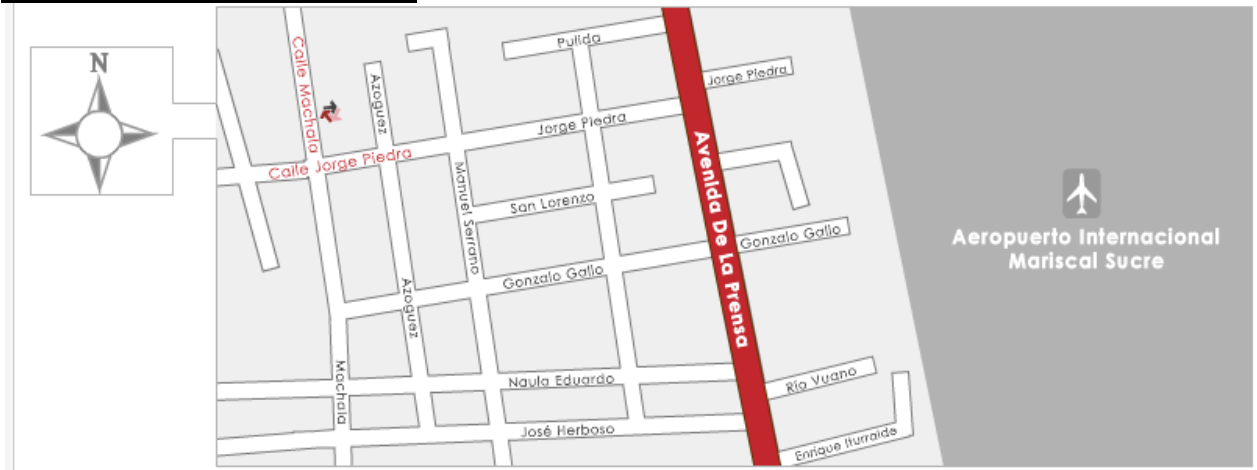 N
Calle Machala
Azoguez
Pulida
Jorge Piedra
Jorge Piedra
Calle Jorge Piedra
Manuel Serrano
San Lorenzo
Avenida De La Prensa
Gonzalo Gallo
Gonzalo Gallo
Azoguez
Aeropuerto Internacional
Mariscal Sucre
Machala
Naula Eduardo
Río Vuano
José Herboso
Enrique Iturralde